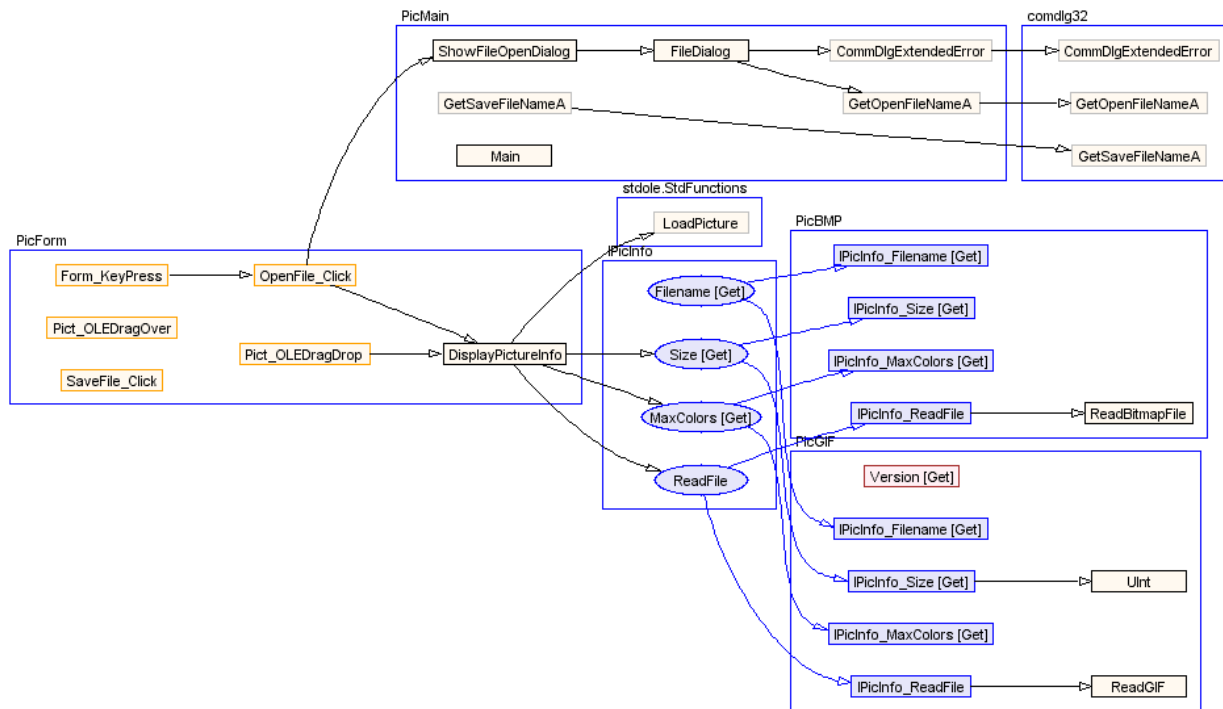 PicMain
comdlg32
ShowFileOpenDialog
FileDialog
CommDlgExtendedError
CommDlgExtendedError
GetSaveFileNameA
GetOpenFileNameA
GetOpenFileNameA
Main
GetSaveFileNameA
stdole.StdFunctions
LoadPicture
PicForm
IPicInfo
PicBMP
Form_KeyPress
OpenFile_Click
Filename [Get]
IPicInfo_Filename [Get]
Pict_OLEDragOver
IPicInfo_Size [Get]
Pict_OLEDragDrop
DisplayPictureInfo
Size [Get]
IPicInfo_MaxColors [Get]
SaveFile_Click
MaxColors [Get]
IPicInfo_ReadFile
ReadBitmapFile
PicGIF
ReadFile
Version [Get]
IPicInfo_Filename [Get]
IPicInfo_Size [Get]
UInt
IPicInfo_MaxColors [Get]
IPicInfo_ReadFile
ReadGIF